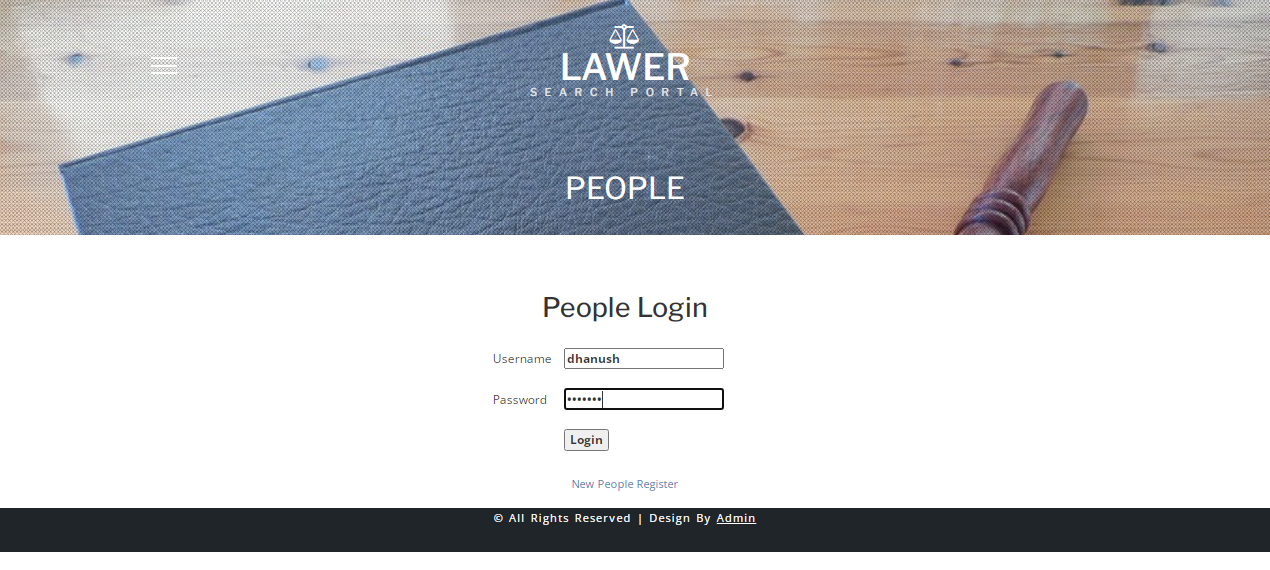 LAWER
SEARCH PORTAL
PEOPLE
People Login
Username dhanush
Password •••••••
Login
New People Register
© All Rights Reserved | Design By Admin